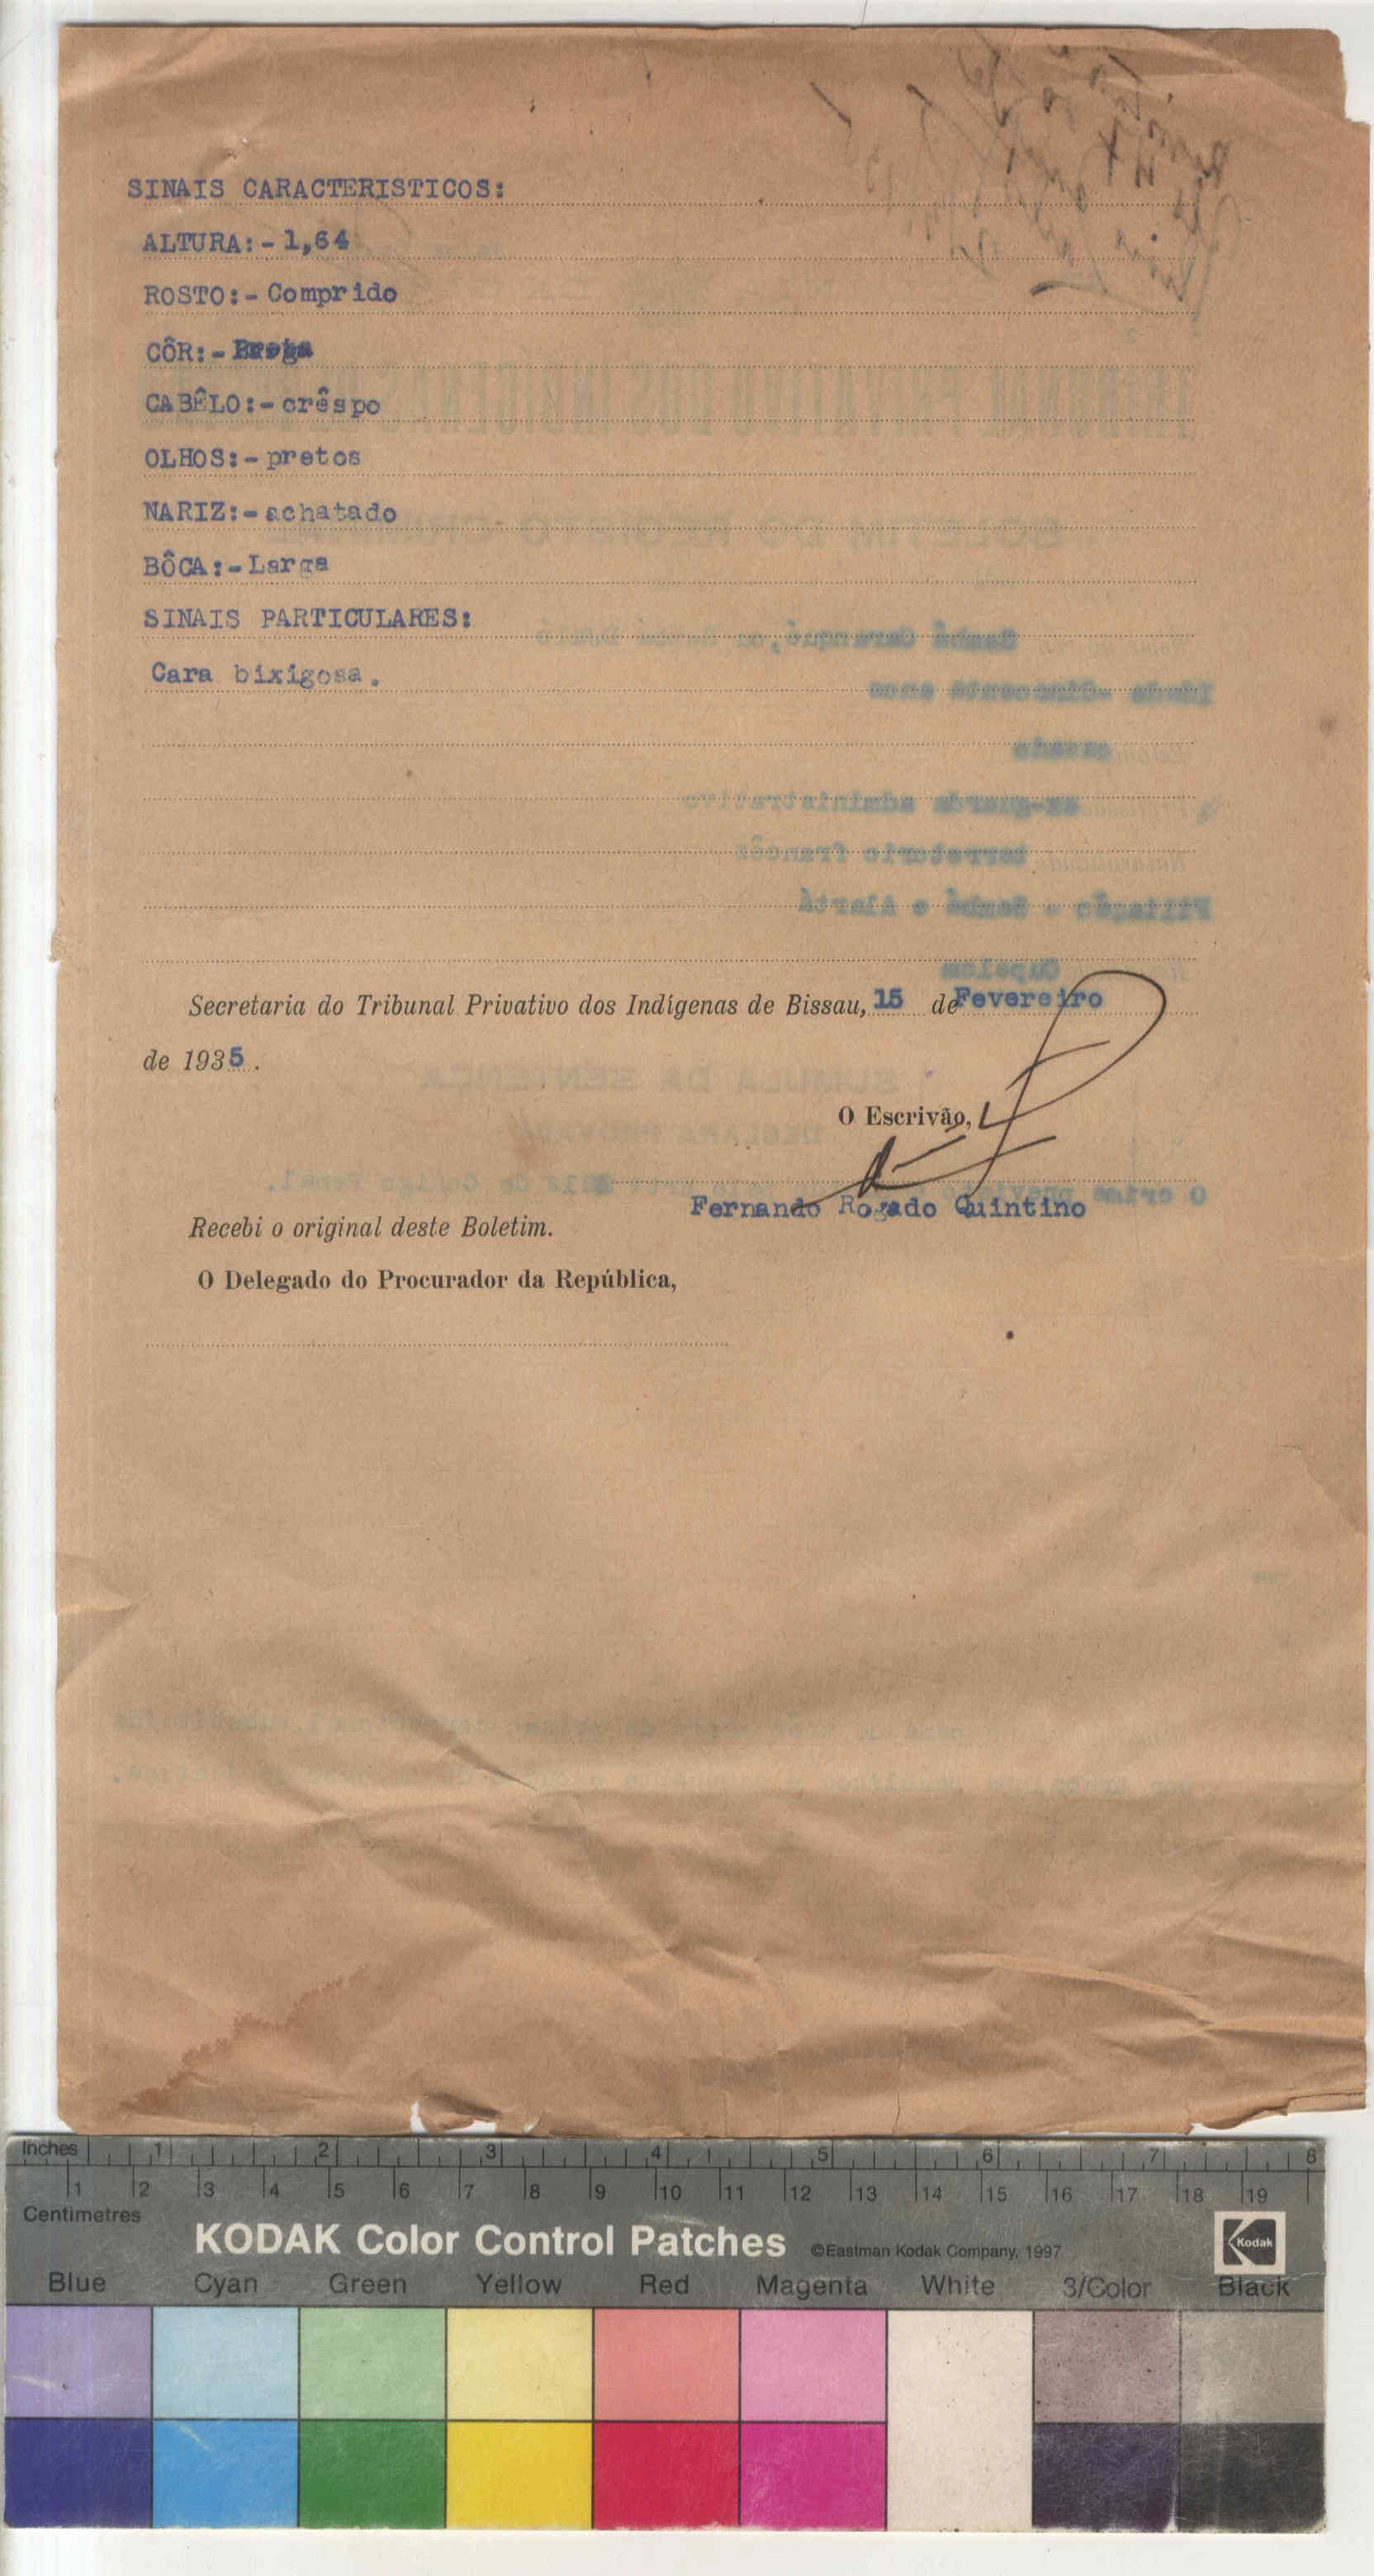 SINAIS CARACTERISTICOS:
ALTURA:- 1,64
ROSTO:- Comprido
CÔR:-
CABÊLO:- crêspo
OLHOS:- pretos
NARIZ:- achatado
BÔCA:- Larga
SINAIS PARTICULARES:
Cara bixigosa.
Secretaria do Tribunal Privativo dos Indígenas de Bissau, 15 de Fevereiro
de 1935.
O Escrivão,
Fernando Rogado Quintino
Recebi o original deste Boletim.
O Delegado do Procurador da República,
Inches 1 2 3 4 5 6 7 8
1 2 3 4 5 6 7 8 9 10 11 12 13 14 15 16 17 18 19
Centimetres
KODAK Color Control Patches ©Eastman Kodak Company, 1997 Kodak
Blue Cyan Green Yellow Red Magenta White 3/Color Black